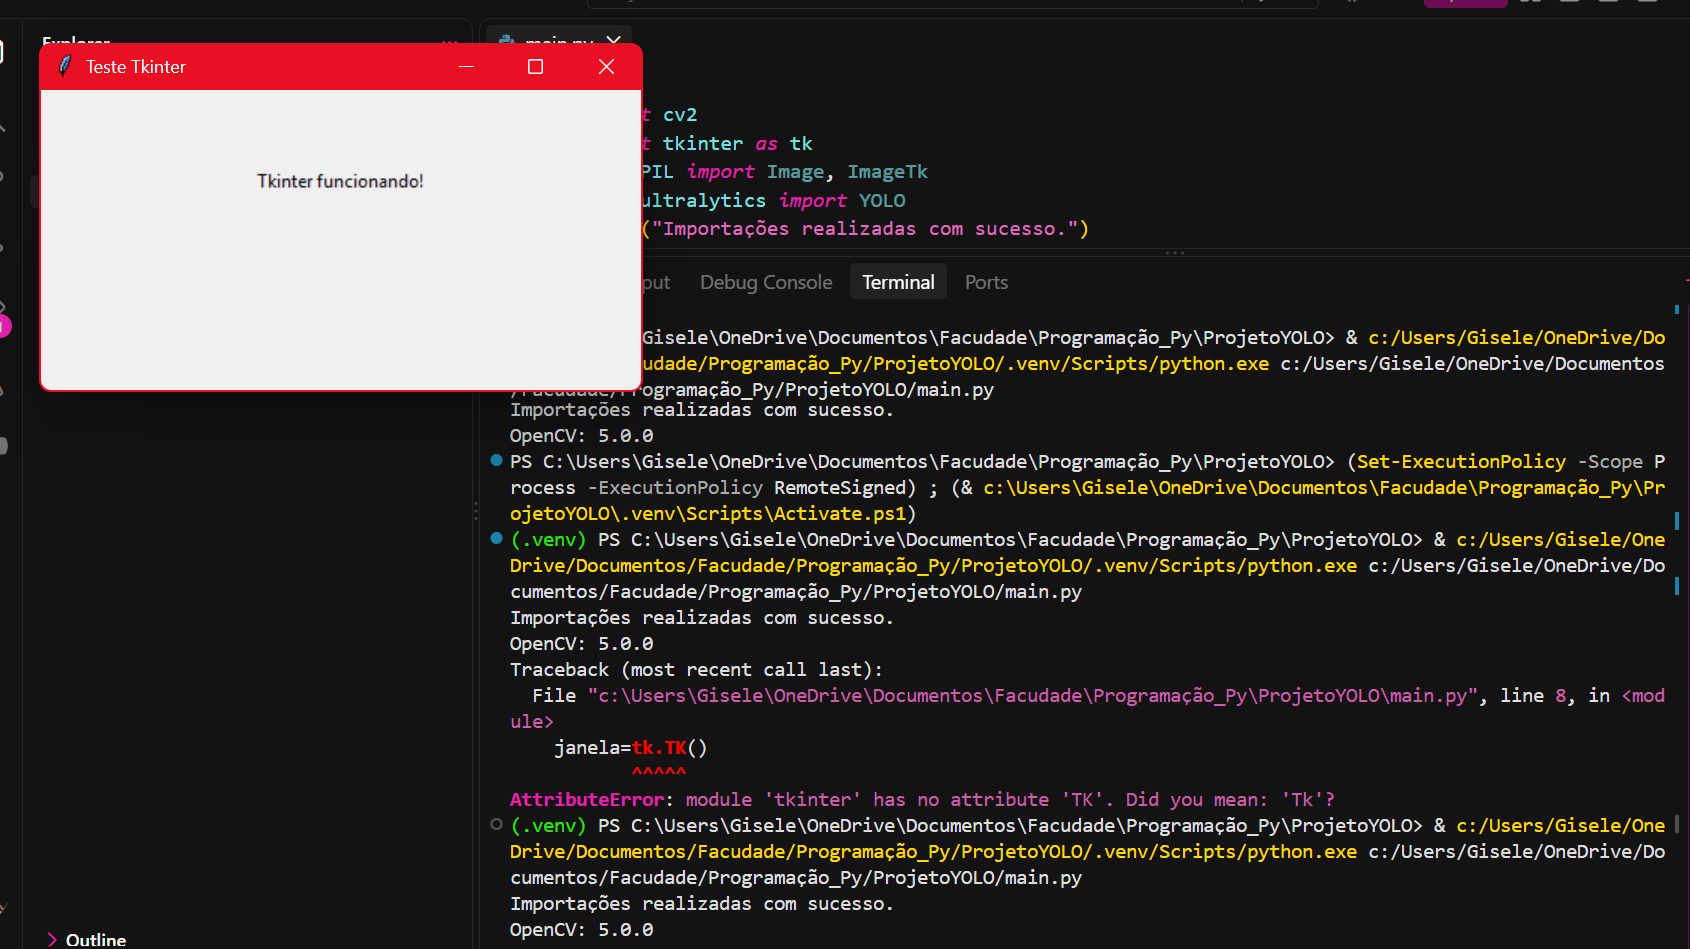 Explorer
main.py
Teste Tkinter
Tkinter funcionando!
t cv2
t tkinter as tk
PIL import Image, ImageTk
ultralytics import YOLO
("Importações realizadas com sucesso.")
put Debug Console Terminal Ports
Gisele\OneDrive\Documentos\Facudade\Programação_Py\ProjetoYOLO> & c:/Users/Gisele/OneDrive/Do
udade/Programação_Py/ProjetoYOLO/.venv/Scripts/python.exe c:/Users/Gisele/OneDrive/Documentos
/Facudade/Programação_Py/ProjetoYOLO/main.py
Importações realizadas com sucesso.
OpenCV: 5.0.0
PS C:\Users\Gisele\OneDrive\Documentos\Facudade\Programação_Py\ProjetoYOLO> (Set-ExecutionPolicy -Scope P
rocess -ExecutionPolicy RemoteSigned) ; (& c:\Users\Gisele\OneDrive\Documentos\Facudade\Programação_Py\Pr
ojetoYOLO\.venv\Scripts\Activate.ps1)
(.venv) PS C:\Users\Gisele\OneDrive\Documentos\Facudade\Programação_Py\ProjetoYOLO> & c:/Users/Gisele/One
Drive/Documentos/Facudade/Programação_Py/ProjetoYOLO/.venv/Scripts/python.exe c:/Users/Gisele/OneDrive/Do
cumentos/Facudade/Programação_Py/ProjetoYOLO/main.py
Importações realizadas com sucesso.
OpenCV: 5.0.0
Traceback (most recent call last):
File "c:\Users\Gisele\OneDrive\Documentos\Facudade\Programação_Py\ProjetoYOLO\main.py", line 8, in <mod
ule>
janela=tk.TK()
^^^^^
AttributeError: module 'tkinter' has no attribute 'TK'. Did you mean: 'Tk'?
(.venv) PS C:\Users\Gisele\OneDrive\Documentos\Facudade\Programação_Py\ProjetoYOLO> & c:/Users/Gisele/One
Drive/Documentos/Facudade/Programação_Py/ProjetoYOLO/.venv/Scripts/python.exe c:/Users/Gisele/OneDrive/Do
cumentos/Facudade/Programação_Py/ProjetoYOLO/main.py
Importações realizadas com sucesso.
OpenCV: 5.0.0
Outline